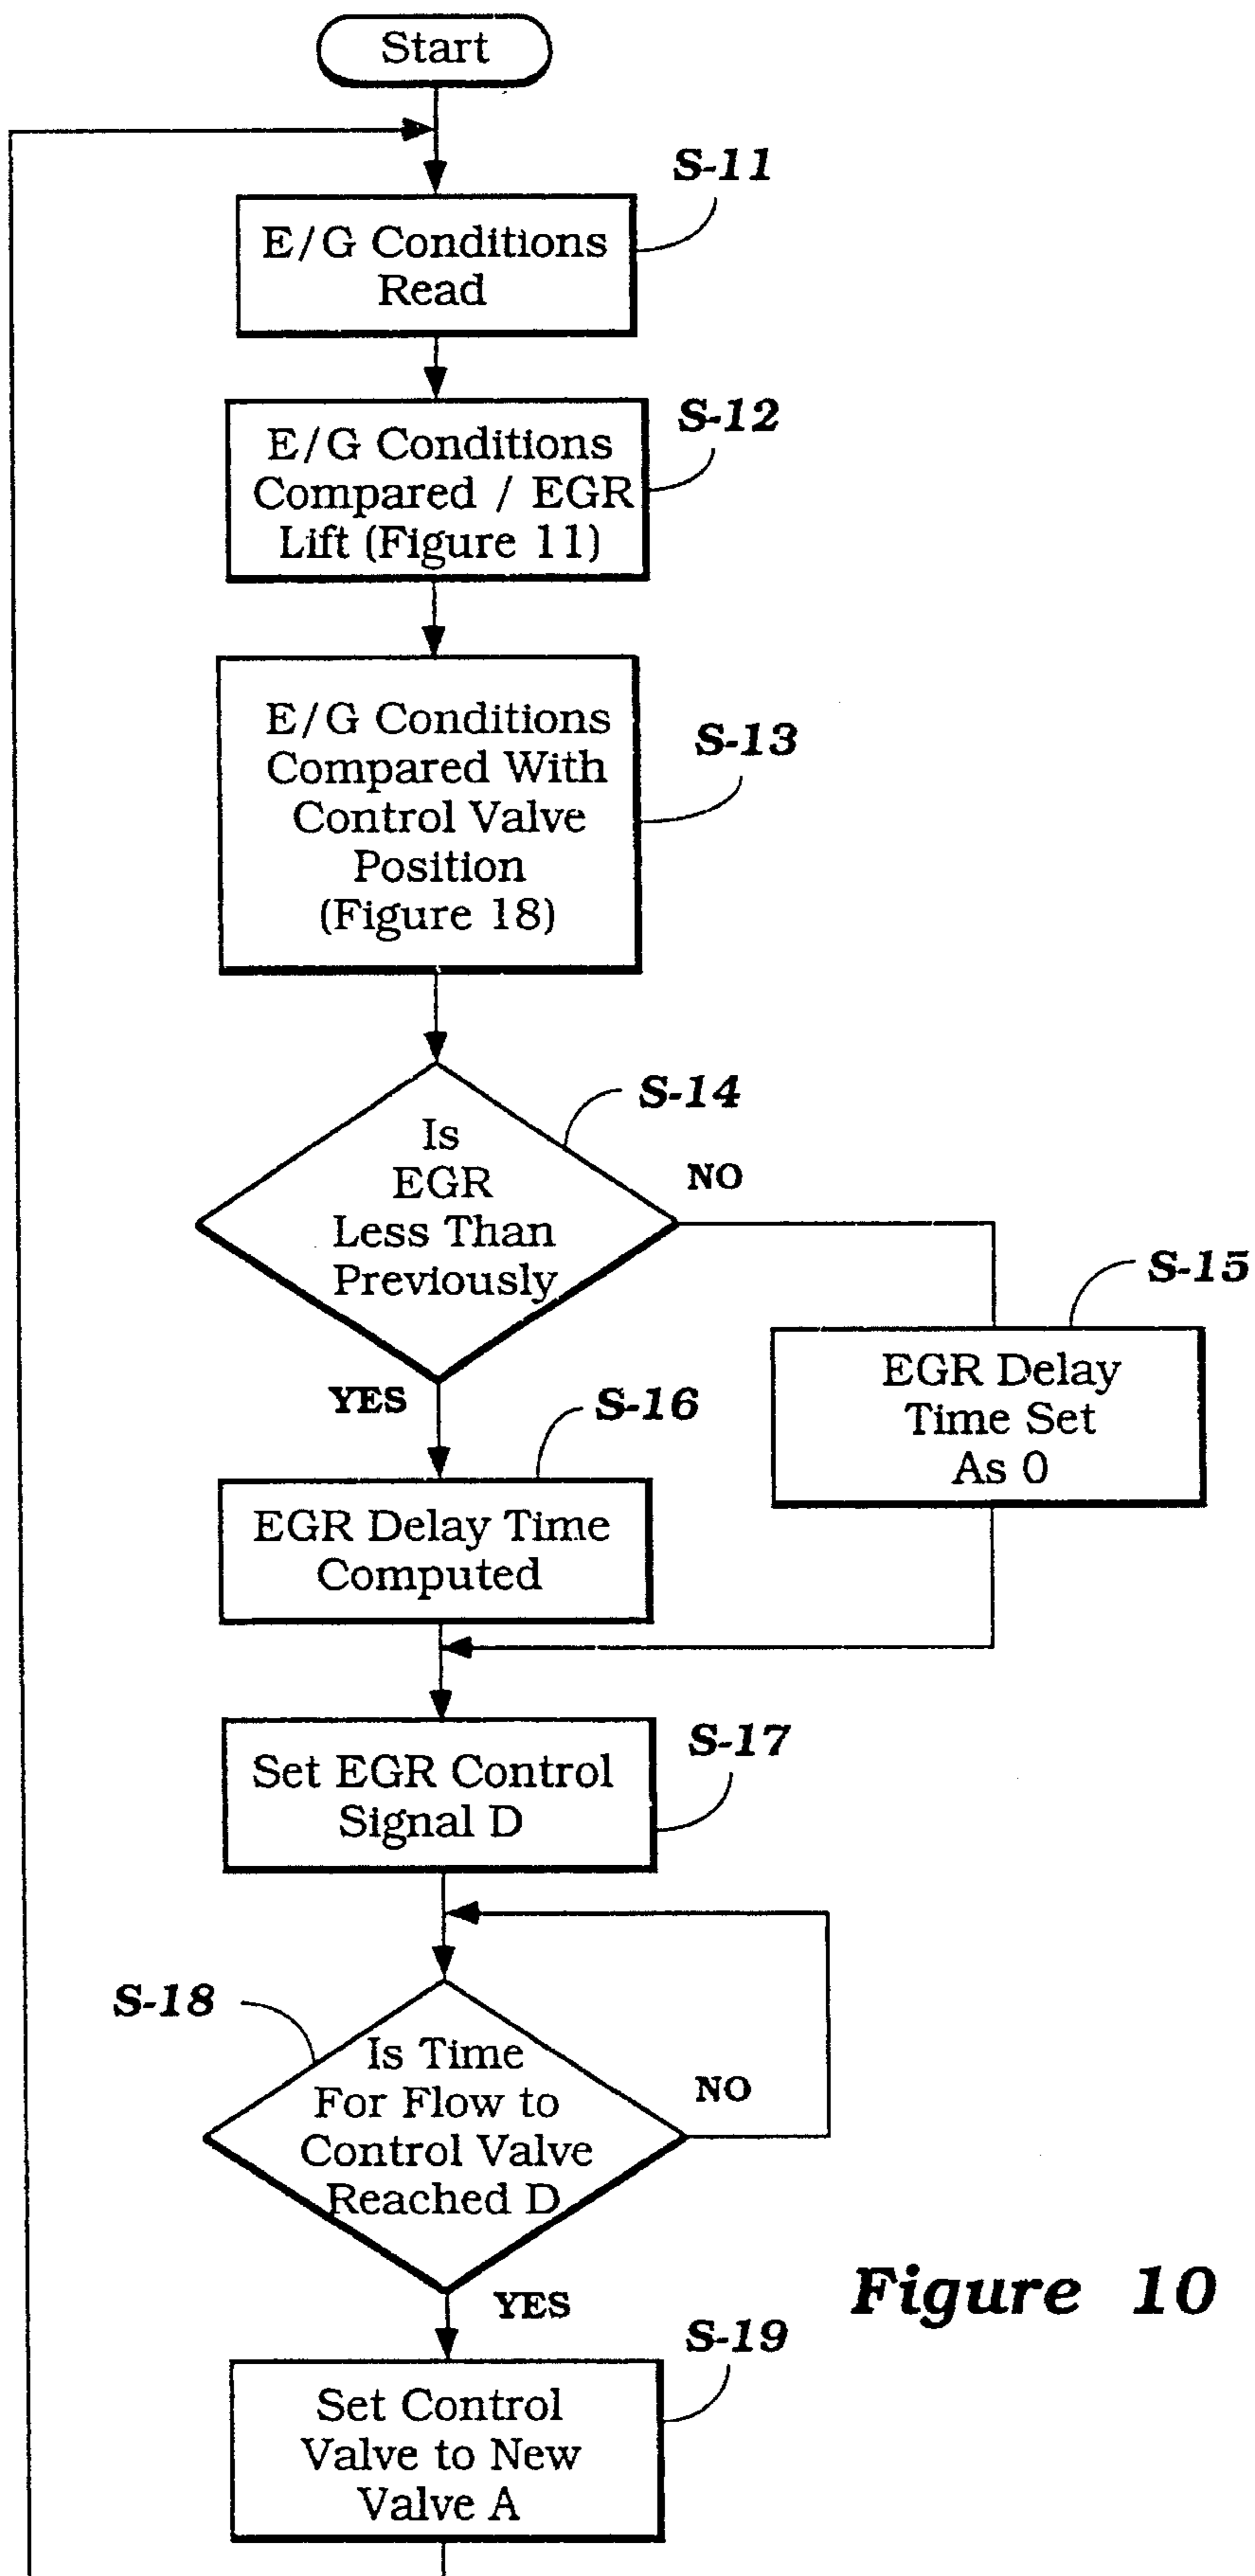 Start
S-11
E/G Conditions
Read
S-12
E/G Conditions
Compared / EGR
Lift (Figure 11)
S-13
E/G Conditions
Compared With
Control Valve
Position
(Figure 18)
S-14
Is
EGR
Less Than
Previously
NO
YES
S-15
EGR Delay
Time Set
As 0
S-16
EGR Delay Time
Computed
S-17
Set EGR Control
Signal D
S-18
Is Time
For Flow to
Control Valve
Reached D
NO
YES
Figure 10
S-19
Set Control
Valve to New
Valve A